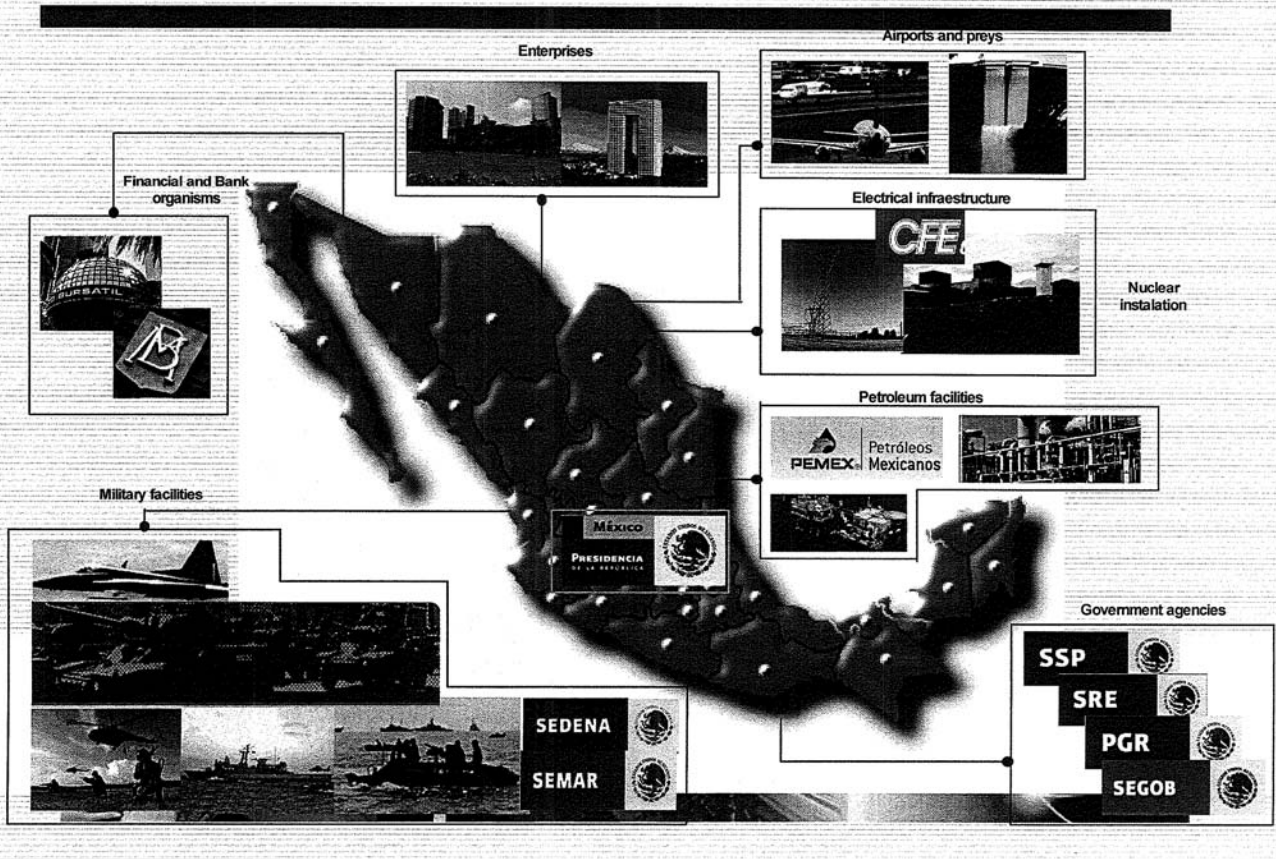 Airports and preys
Enterprises
Financial and Bank
organisms
BURSATIL
BM
Electrical infraestructure
CFE
Nuclear
instalation
Petroleum facilities
PEMEX
Petróleos
Mexicanos
Military facilities
MÉXICO
PRESIDENCIA
DE LA REPÚBLICA
SEDENA
SEMAR
Government agencies
SSP
SRE
PGR
SEGOB